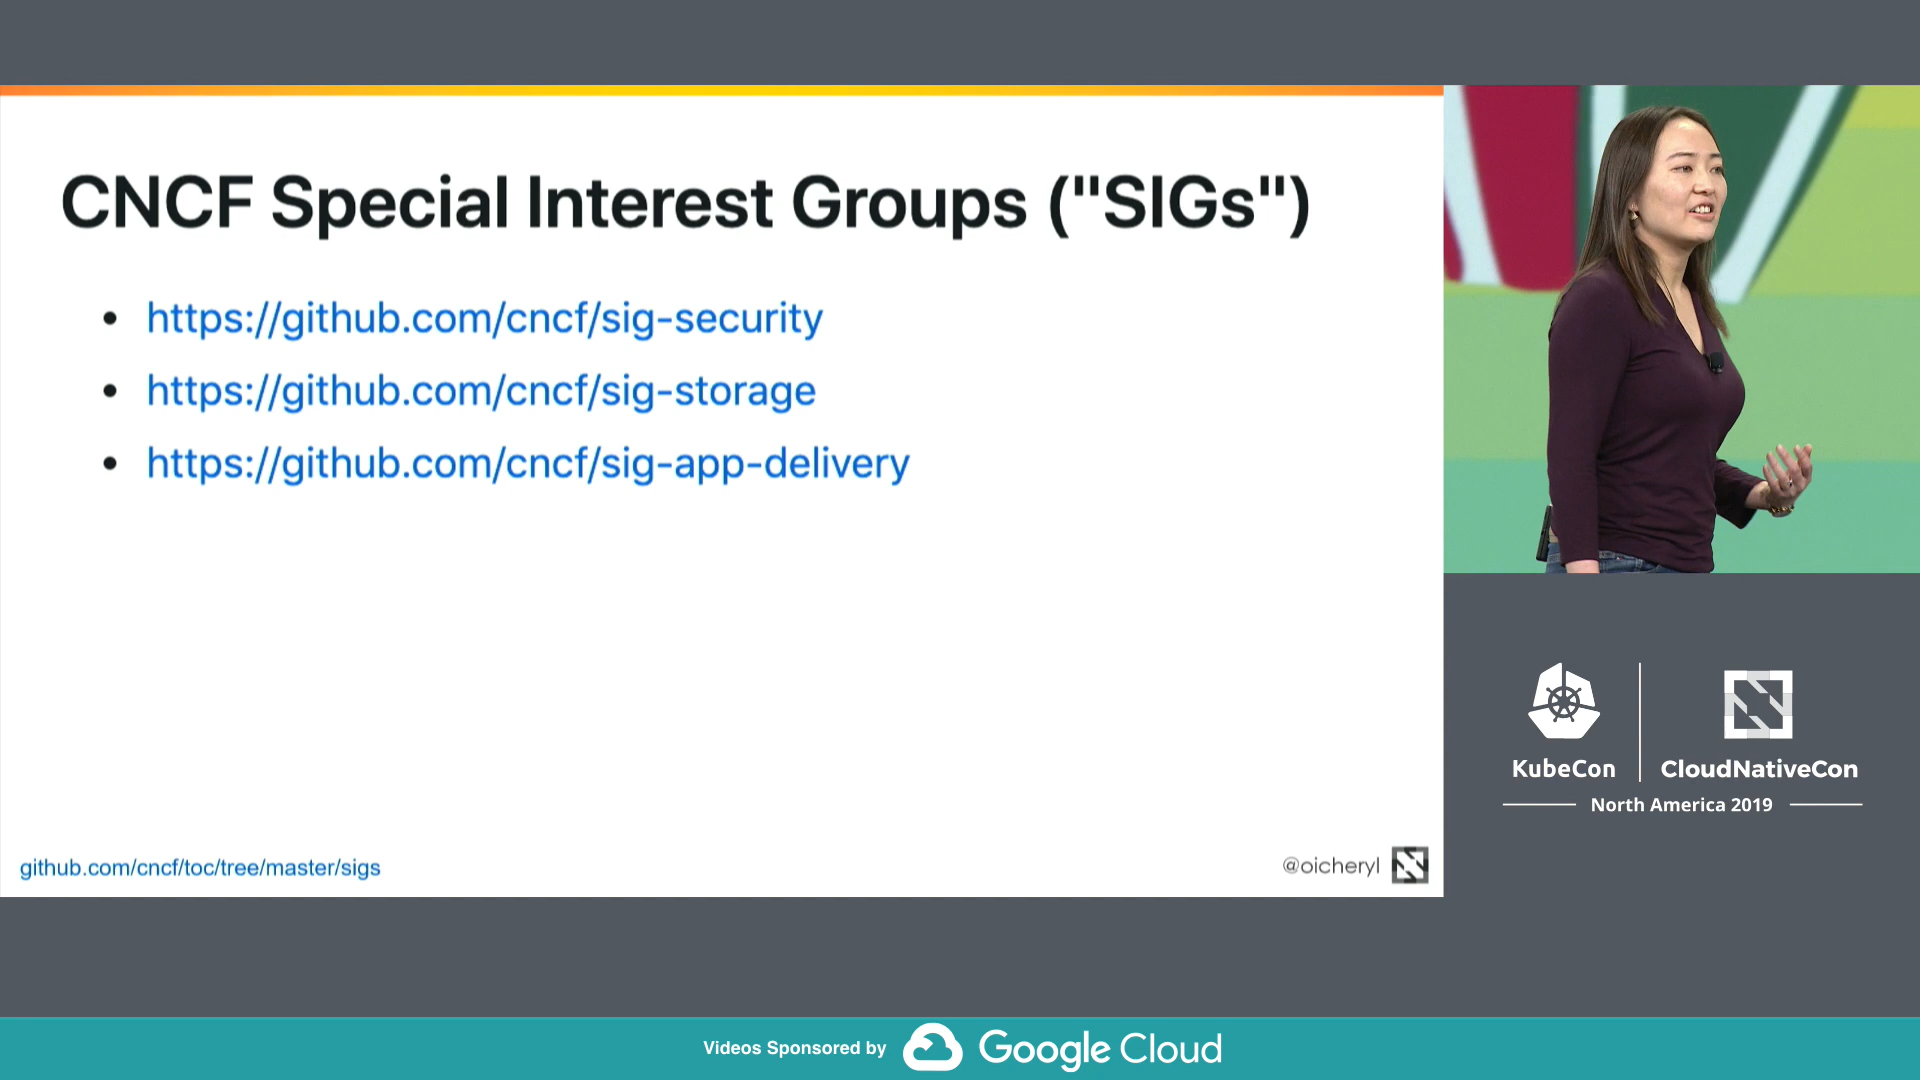 CNCF Special Interest Groups ("SIGs")
• https://github.com/cncf/sig-security
• https://github.com/cncf/sig-storage
• https://github.com/cncf/sig-app-delivery
github.com/cncf/toc/tree/master/sigs
@oicheryl
KubeCon
CloudNativeCon
North America 2019
Videos Sponsored by
Google Cloud